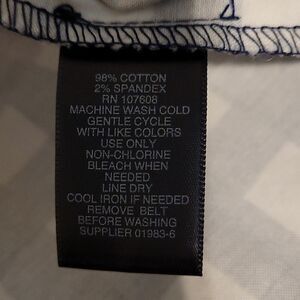 98% COTTON
2% SPANDEX
RN 107608
MACHINE WASH COLD
GENTLE CYCLE
WITH LIKE COLORS
USE ONLY
NON-CHLORINE
BLEACH WHEN
NEEDED
LINE DRY
COOL IRON IF NEEDED
REMOVE BELT
BEFORE WASHING
SUPPLIER 01983-6